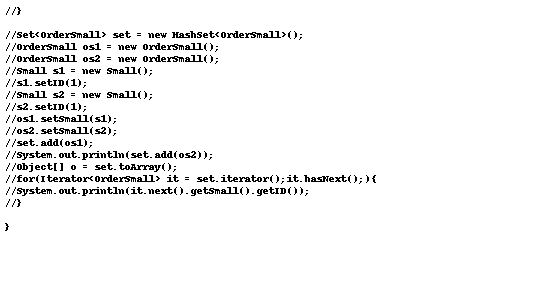 //}
//Set<OrderSmall> set = new HashSet<OrderSmall>();
//OrderSmall os1 = new OrderSmall();
//OrderSmall os2 = new OrderSmall();
//Small s1 = new Small();
//s1.setID(1);
//Small s2 = new Small();
//s2.setID(1);
//os1.setSmall(s1);
//os2.setSmall(s2);
//set.add(os1);
//System.out.println(set.add(os2));
//Object[] o = set.toArray();
//for(Iterator<OrderSmall> it = set.iterator();it.hasNext();){
//System.out.println(it.next().getSmall().getID());
//}
}